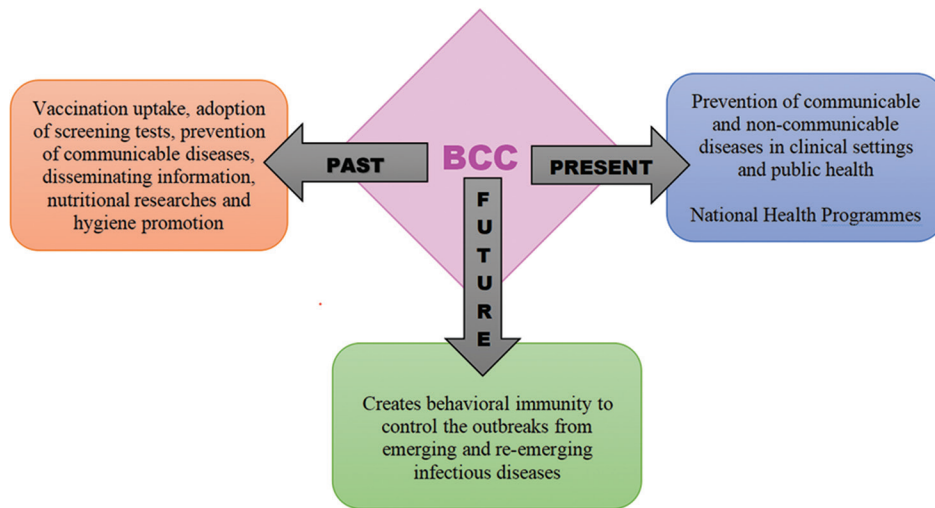 Vaccination uptake, adoption
of screening tests, prevention
of communicable diseases,
disseminating information,
nutritional researches and
hygiene promotion
PAST
BCC
PRESENT
Prevention of communicable
and non-communicable
diseases in clinical settings
and public health
National Health Programmes
FUTURE
Creates behavioral immunity to
control the outbreaks from
emerging and re-emerging
infectious diseases